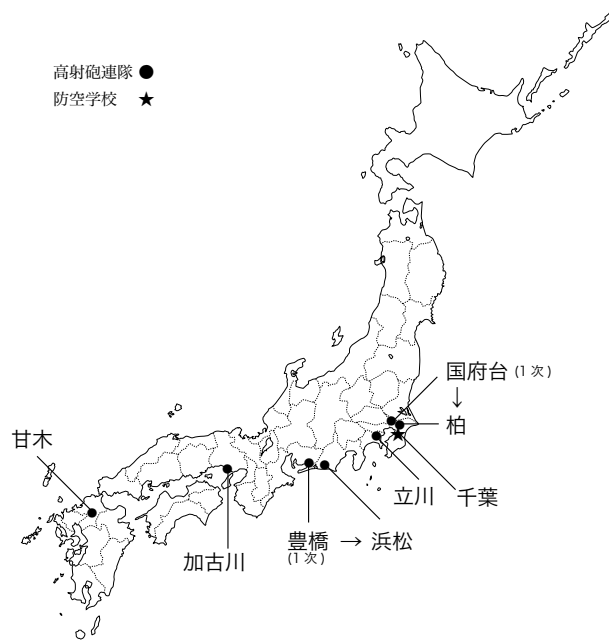 高射砲連隊 ●
防空学校 ★
国府台 (1 次)
↓
柏
甘木
立川
千葉
加古川
豊橋 → 浜松
(1 次)